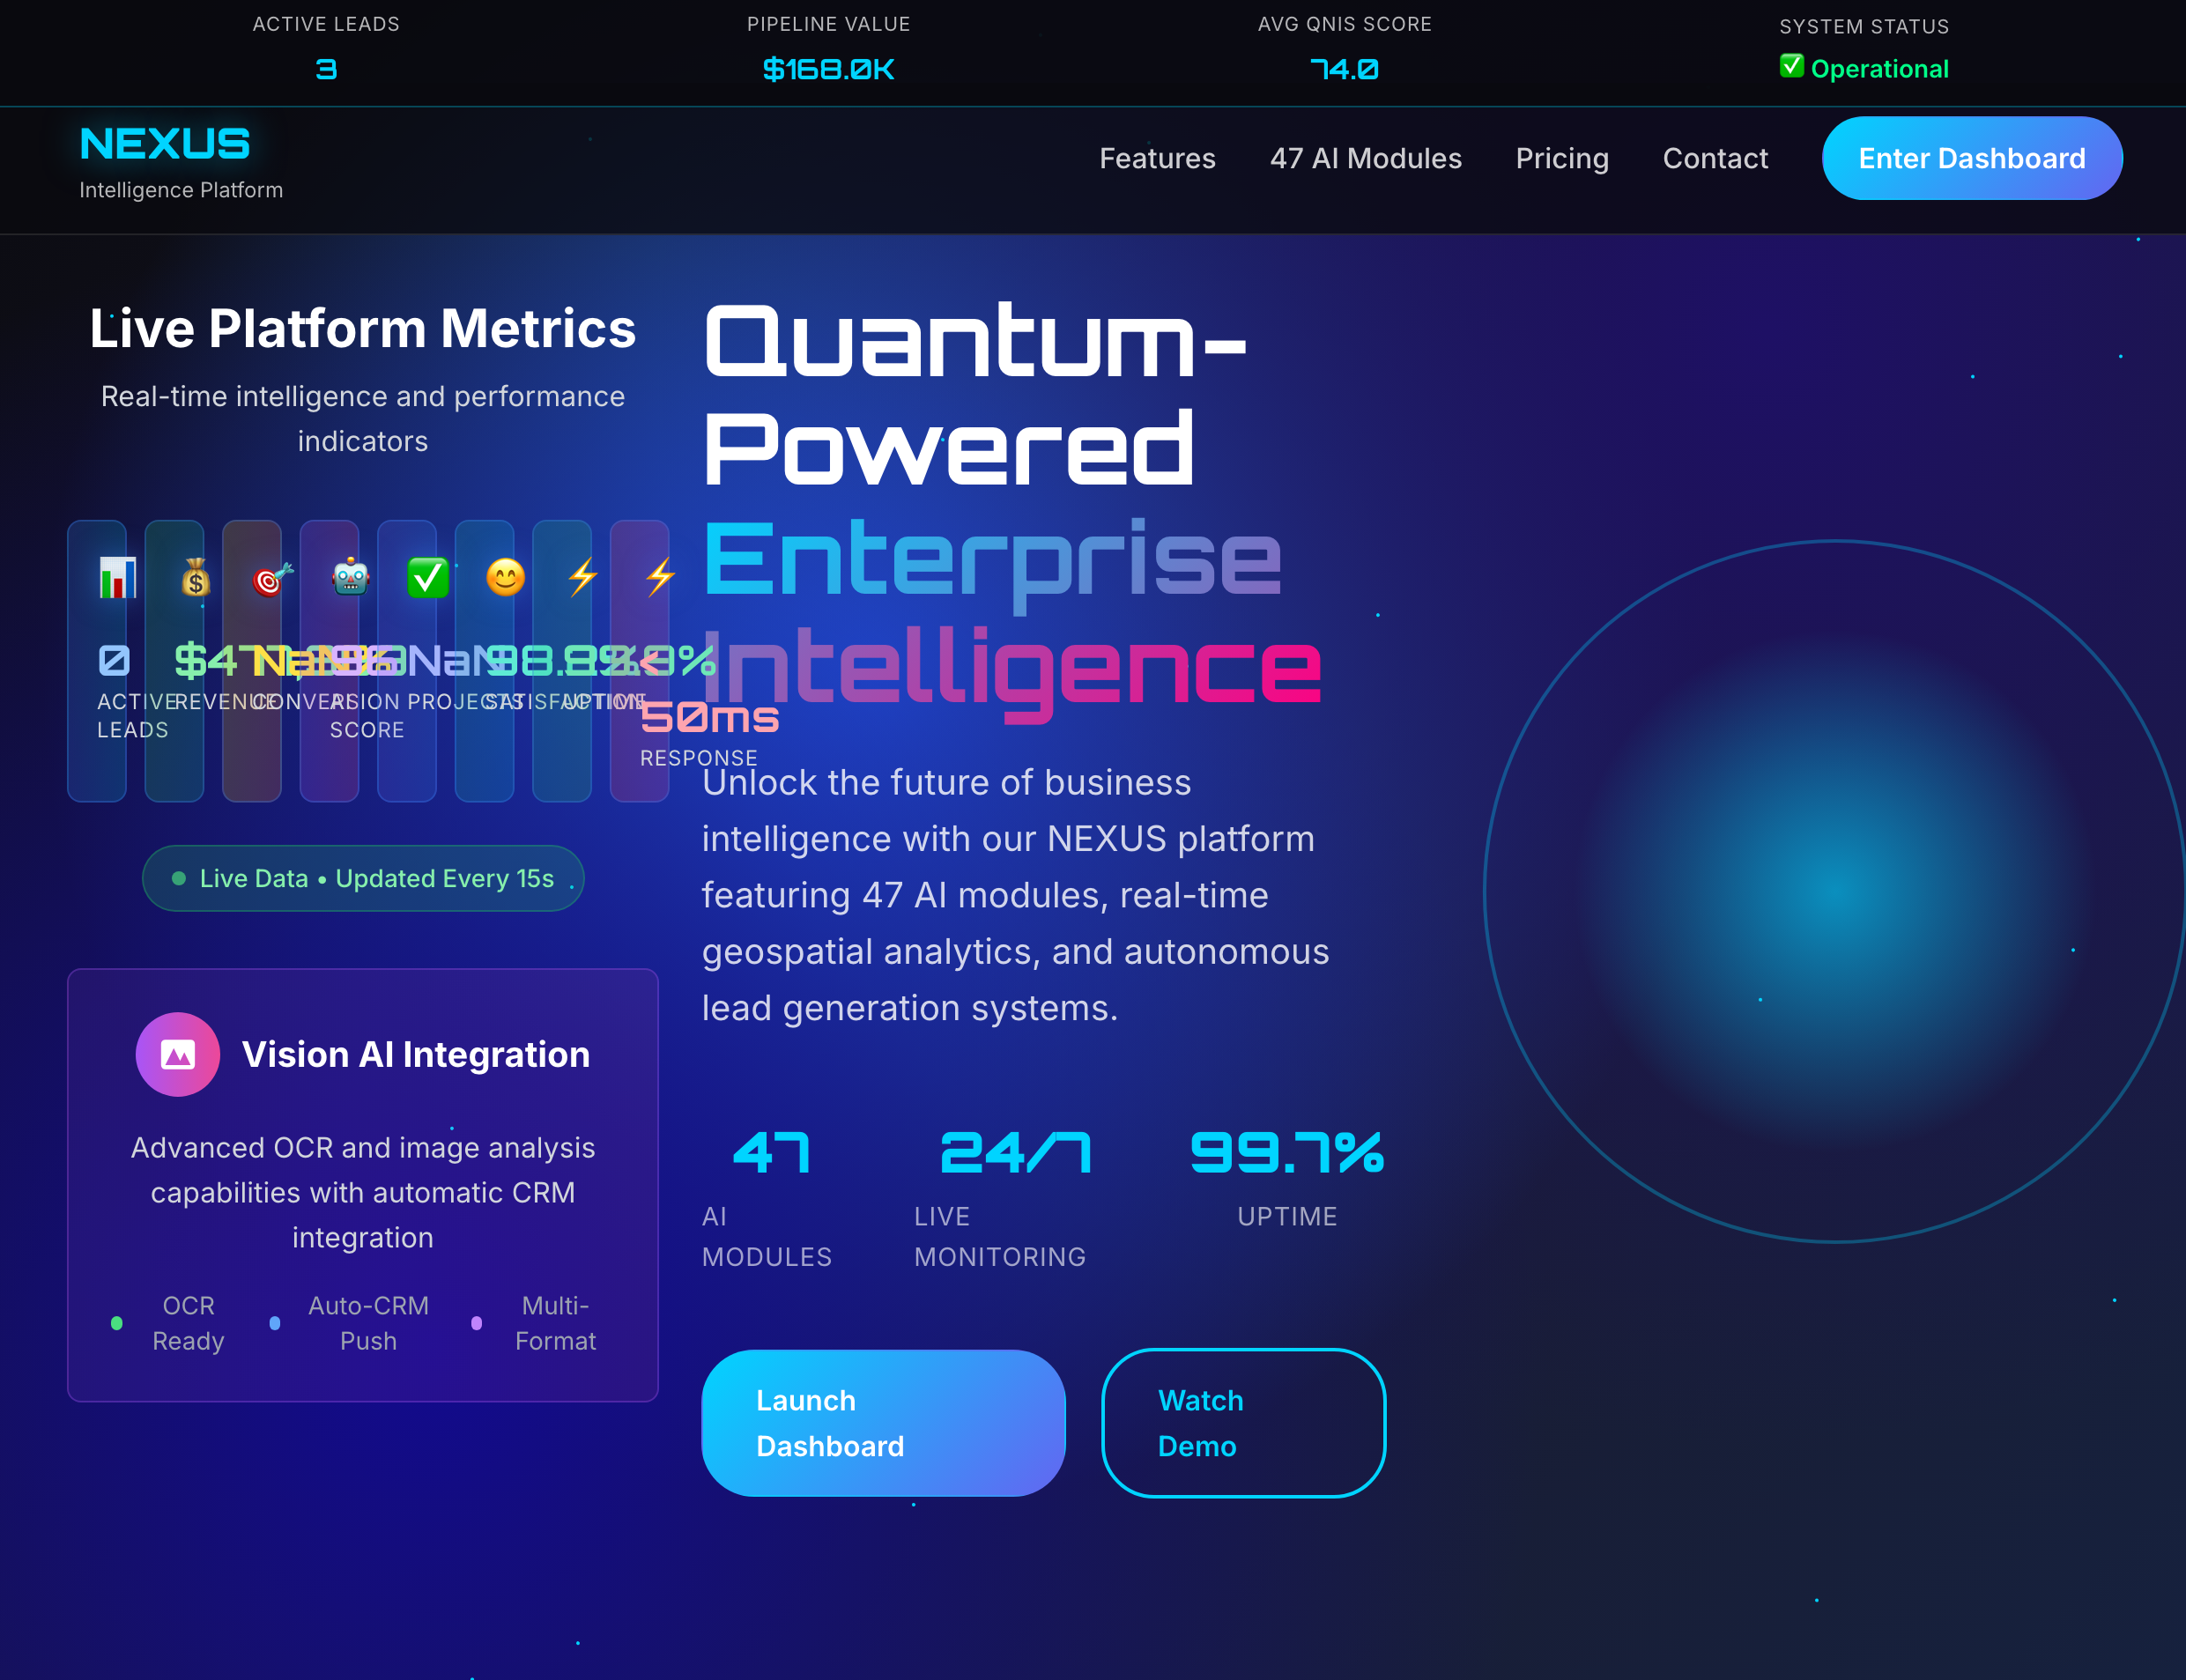 ACTIVE LEADS
3
PIPELINE VALUE
$168.0K
AVG QNIS SCORE
74.0
SYSTEM STATUS
✅ Operational
NEXUS
Intelligence Platform
Features
47 AI Modules
Pricing
Contact
Enter Dashboard
Live Platform Metrics
Real-time intelligence and performance
indicators
0
ACTIVE
LEADS
REVENUE
NaN%
CONVERSION
AI
SCORE
NaN
PROJECTS
SATISFACTION
UPTIME
<
50ms
RESPONSE
Live Data • Updated Every 15s
Vision AI Integration
Advanced OCR and image analysis
capabilities with automatic CRM
integration
OCR
Ready
Auto-CRM
Push
Multi-
Format
Quantum-
Powered
Enterprise
Intelligence
Unlock the future of business
intelligence with our NEXUS platform
featuring 47 AI modules, real-time
geospatial analytics, and autonomous
lead generation systems.
47
AI
MODULES
24/7
LIVE
MONITORING
99.7%
UPTIME
Launch
Dashboard
Watch
Demo